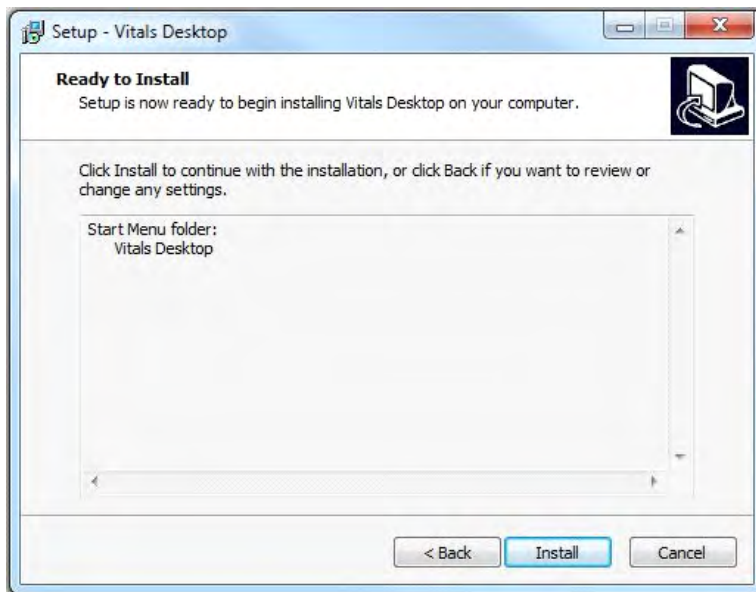 Setup - Vitals Desktop
Ready to Install
Setup is now ready to begin installing Vitals Desktop on your computer.
Click Install to continue with the installation, or click Back if you want to review or
change any settings.
Start Menu folder:
Vitals Desktop
< Back
Install
Cancel